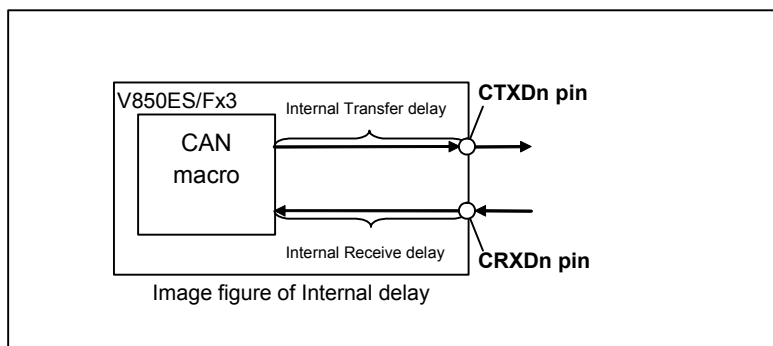 V850ES/Fx3
CAN
macro
Internal Transfer delay
CTXDn pin
Internal Receive delay
CRXDn pin
Image figure of Internal delay